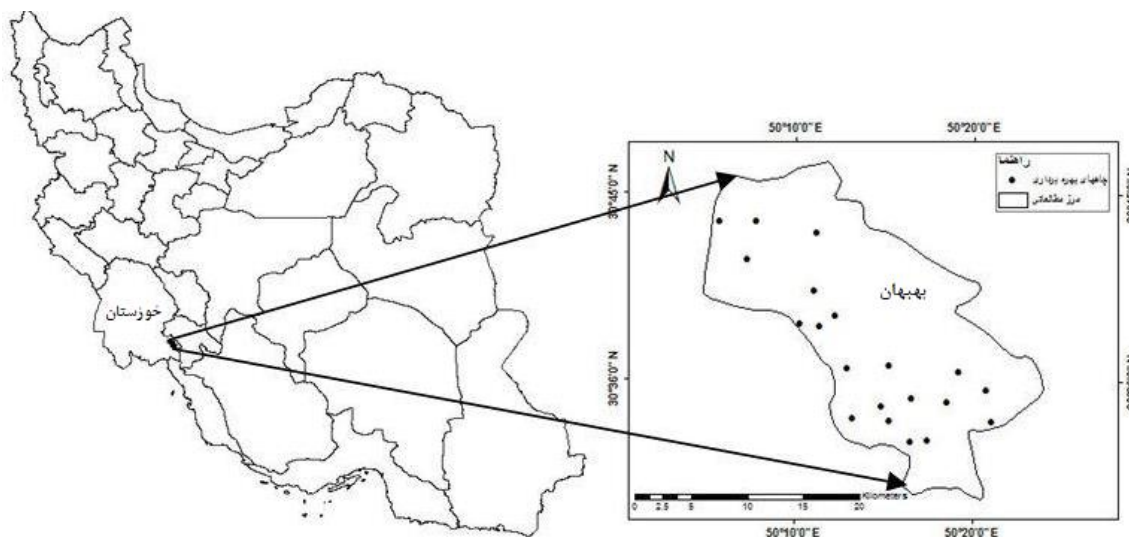 خوزستان
50°10'0"E 50°20'0"E
N
راهنما
چاههای بهره برداری
مرز مطالعاتی
30°45'0"N
بهبهان
30°36'0"N
0 2.5 5 10 15 20
Kilometers
50°10'0"E 50°20'0"E